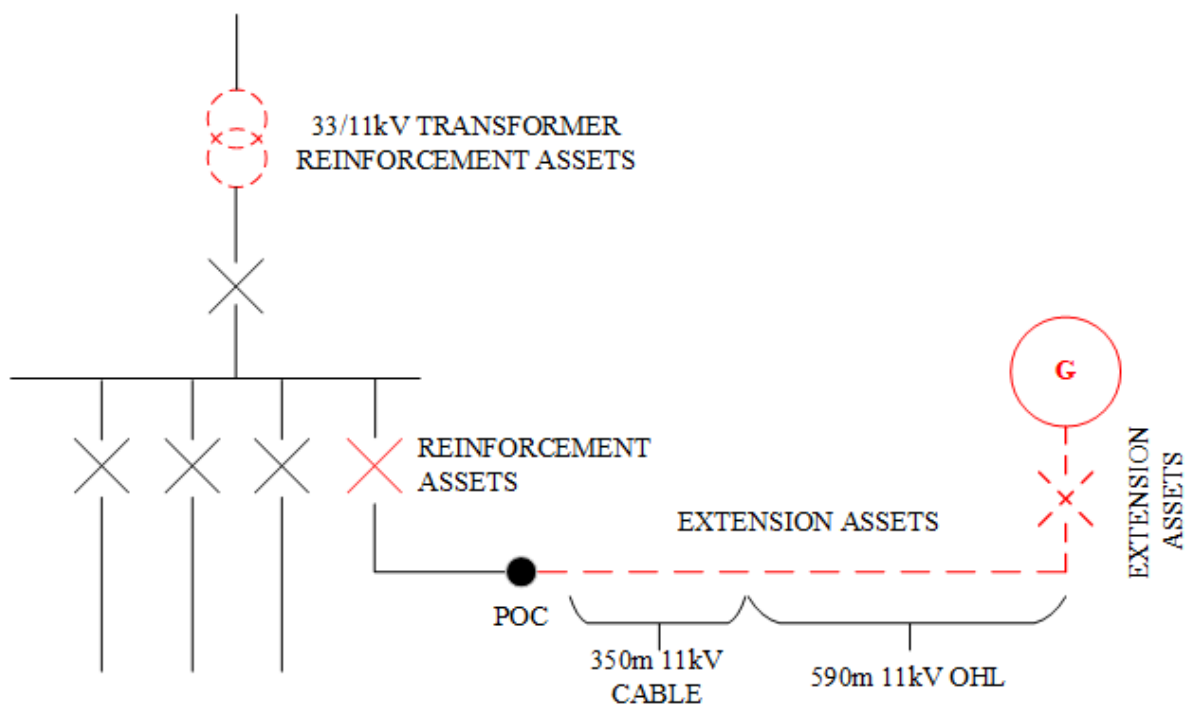 33/11kV TRANSFORMER
REINFORCEMENT ASSETS
G
REINFORCEMENT
ASSETS
EXTENSION ASSETS
EXTENSION
ASSETS
POC
350m 11kV
CABLE
590m 11kV OHL